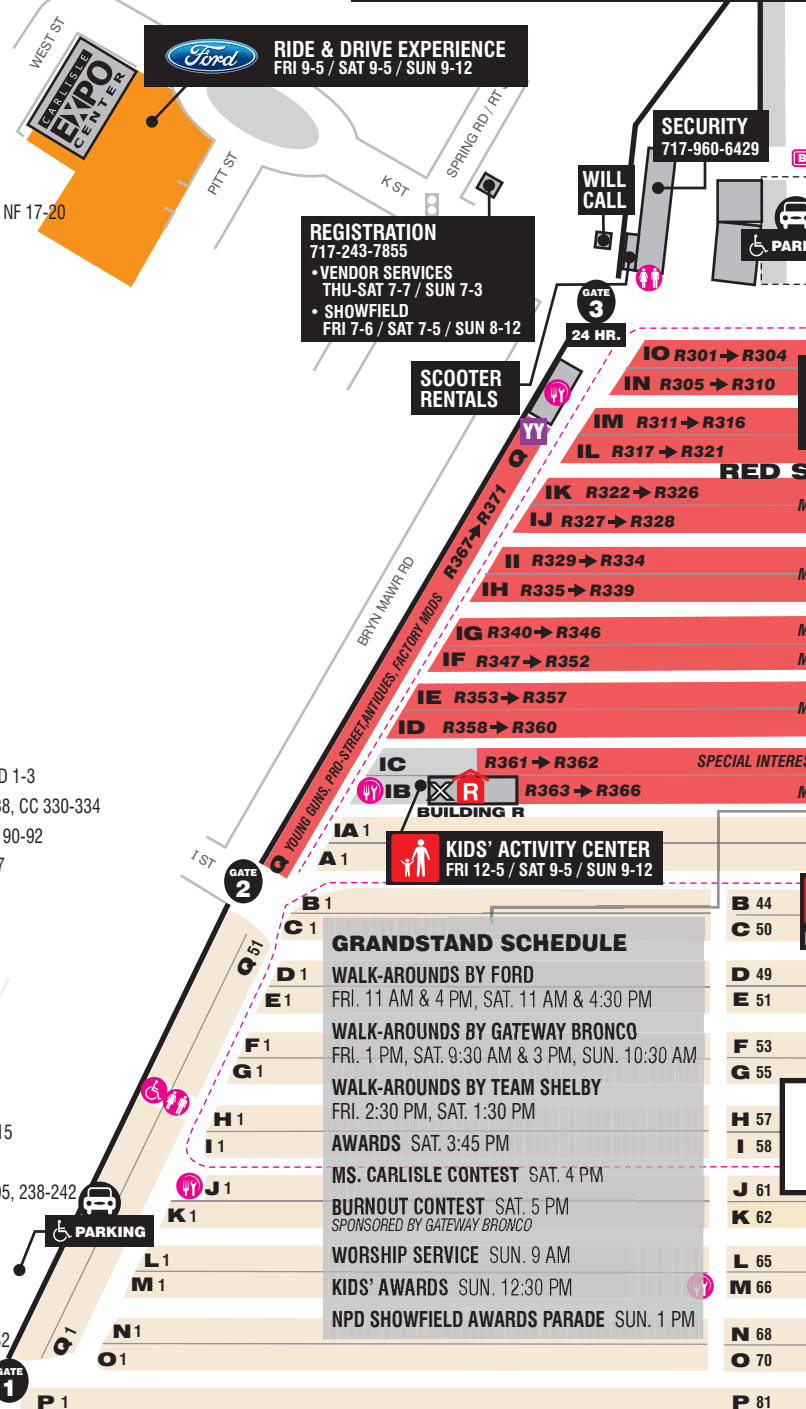 WEST ST
CARLISLE
EXPO
CENTER
Ford
RIDE & DRIVE EXPERIENCE
FRI 9-5 / SAT 9-5 / SUN 9-12
PITT ST
K ST
SPRING RD / RT
SECURITY
717-960-6429
WILL
CALL
NF 17-20
REGISTRATION
717-243-7855
• VENDOR SERVICES
THU-SAT 7-7 / SUN 7-3
• SHOWFIELD
FRI 7-6 / SAT 7-5 / SUN 8-12
B
PAR
GATE
3
24 HR.
SCOOTER
RENTALS
IO R301→R304
IN R305→R310
YY
IM R311→R316
IL R317→R321
RED S
IK R322→R326
M
IJ R327→R328
II R329→R334
M
IH R335→R339
IG R340→R346
M
IF R347→R352
M
IE R353→R357
M
ID R358→R360
IC R361→R362 SPECIAL INTERES
IB R R363→R366
M
BUILDING R
Q R367→R371
Q YOUNG GUNS, PRO-STREET,ANTIQUES, FACTORY MODS
BRYN MAWR RD
I ST
GATE
2
D 1-3
38, CC 330-334
90-92
7
IA 1
A 1
KIDS' ACTIVITY CENTER
FRI 12-5 / SAT 9-5 / SUN 9-12
B 1 B 44
C 1 C 50
Q 51
D 1 D 49
E 1 E 51
F 1 F 53
G 1 G 55
H 1 H 57
I 1 I 58
J 1 J 61
K 1 K 62
L 1 L 65
M 1 M 66
N 1 N 68
O 1 O 70
P 1 P 81
GRANDSTAND SCHEDULE
WALK-AROUNDS BY FORD
FRI. 11 AM & 4 PM, SAT. 11 AM & 4:30 PM
WALK-AROUNDS BY GATEWAY BRONCO
FRI. 1 PM, SAT. 9:30 AM & 3 PM, SUN. 10:30 AM
WALK-AROUNDS BY TEAM SHELBY
FRI. 2:30 PM, SAT. 1:30 PM
AWARDS SAT. 3:45 PM
MS. CARLISLE CONTEST SAT. 4 PM
BURNOUT CONTEST SAT. 5 PM
SPONSORED BY GATEWAY BRONCO
WORSHIP SERVICE SUN. 9 AM
KIDS' AWARDS SUN. 12:30 PM
NPD SHOWFIELD AWARDS PARADE SUN. 1 PM
15
95, 238-242
PARKING
32
Q 1
GATE
1